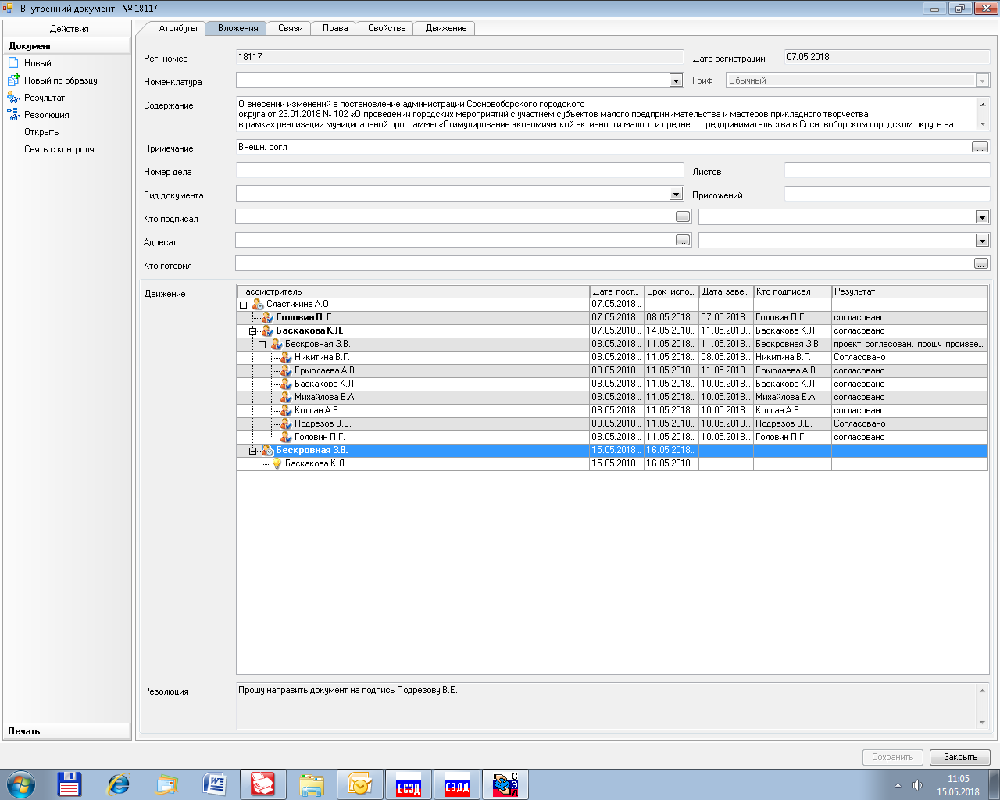 Внутренний документ № 18117
Действия
Документ
Новый
Новый по образцу
Результат
Резолюция
Открыть
Снять с контроля
Печать
Атрибуты Вложения Связи Права Свойства Движение
Рег. номер 18117 Дата регистрации 07.05.2018
Номенклатура Гриф Обычный
Содержание О внесении изменений в постановление администрации Сосновоборского городского
округа от 23.01.2018 № 102 «О проведении городских мероприятий с участием субъектов малого предпринимательства и мастеров прикладного творчества
в рамках реализации муниципальной программы «Стимулирование экономической активности малого и среднего предпринимательства в Сосновоборском городском округе на
Примечание Внешн. согл ...
Номер дела Листов
Вид документа Приложений
Кто подписал ...
Адресат ...
Кто готовил ...
Движение
Рассмотритель Дата пост... Срок испо... Дата заве... Кто подписал Результат
Сластихина А.О. 07.05.2018...
Головин П.Г. 07.05.2018... 08.05.2018... 07.05.2018... Головин П.Г. согласовано
Баскакова К.Л. 07.05.2018... 14.05.2018... 11.05.2018... Баскакова К.Л. согласовано
Бескровная З.В. 08.05.2018... 11.05.2018... 11.05.2018... Бескровная З.В. проект согласован, прошу произве...
Никитина В.Г. 08.05.2018... 11.05.2018... 08.05.2018... Никитина В.Г. Согласовано
Ермолаева А.В. 08.05.2018... 11.05.2018... 11.05.2018... Ермолаева А.В. согласовано
Баскакова К.Л. 08.05.2018... 11.05.2018... 10.05.2018... Баскакова К.Л. согласовано
Михайлова Е.А. 08.05.2018... 11.05.2018... 10.05.2018... Михайлова Е.А. согласовано
Колган А.В. 08.05.2018... 11.05.2018... 10.05.2018... Колган А.В. согласовано
Подрезов В.Е. 08.05.2018... 11.05.2018... 10.05.2018... Подрезов В.Е. Согласовано
Головин П.Г. 08.05.2018... 11.05.2018... 10.05.2018... Головин П.Г. согласовано
Бескровная З.В. 15.05.2018... 16.05.2018...
Баскакова К.Л. 15.05.2018... 16.05.2018...
Резолюция Прошу направить документ на подпись Подрезову В.Е.
Сохранить Закрыть
ЕСЭД СЭДД СЭД
11:05
15.05.2018